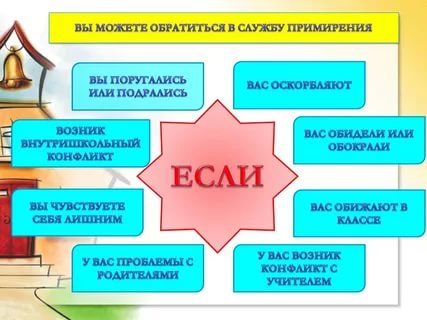 ВЫ МОЖЕТЕ ОБРАТИТЬСЯ В СЛУЖБУ ПРИМИРЕНИЯ
ВЫ ПОРУГАЛИСЬ
ИЛИ ПОДРАЛИСЬ
ВАС ОСКОРБЛЯЮТ
ВОЗНИК
ВНУТРИШКОЛЬНЫЙ
КОНФЛИКТ
ВАС ОБИДЕЛИ ИЛИ
ОБОКРАЛИ
ЕСЛИ
ВЫ ЧУВСТВУЕТЕ
СЕБЯ ЛИШНИМ
ВАС ОБИЖАЮТ В
КЛАССЕ
У ВАС ПРОБЛЕМЫ С
РОДИТЕЛЯМИ
У ВАС ВОЗНИК
КОНФЛИКТ С
УЧИТЕЛЕМ